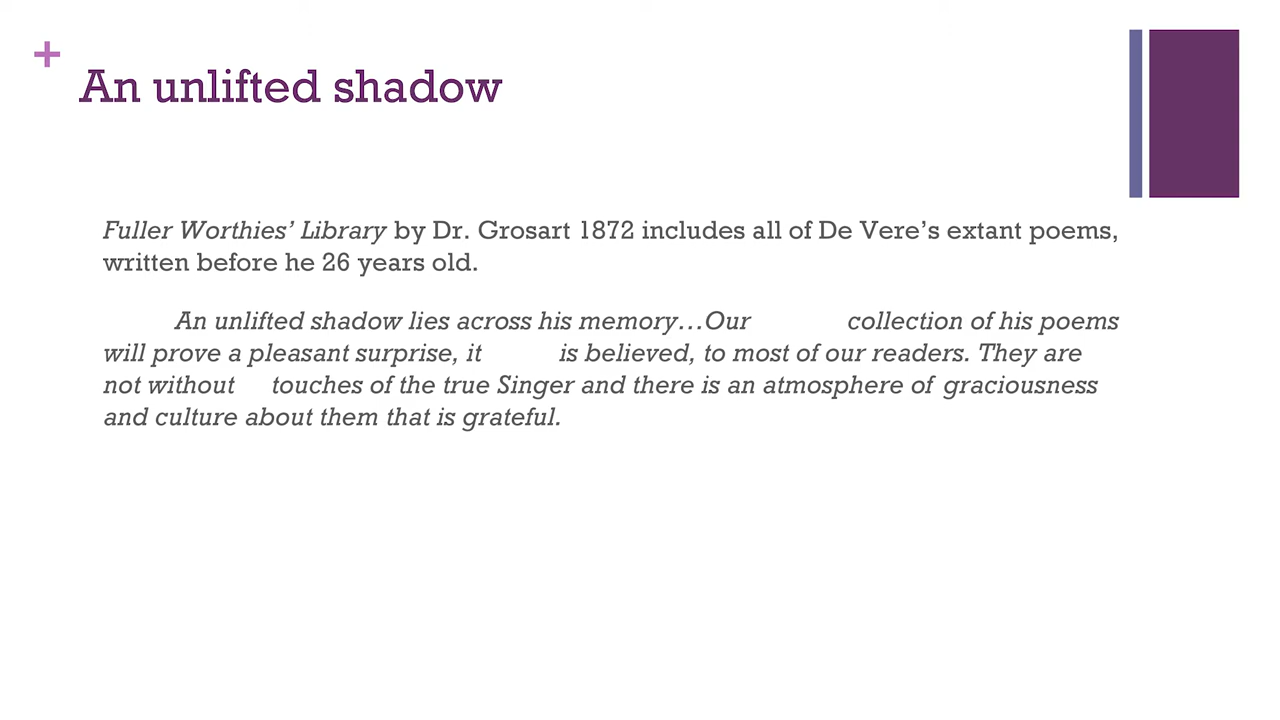 +
An unlifted shadow
Fuller Worthies’ Library by Dr. Grosart 1872 includes all of De Vere’s extant poems,
written before he 26 years old.
An unlifted shadow lies across his memory…Our collection of his poems
will prove a pleasant surprise, it is believed, to most of our readers. They are
not without touches of the true Singer and there is an atmosphere of graciousness
and culture about them that is grateful.